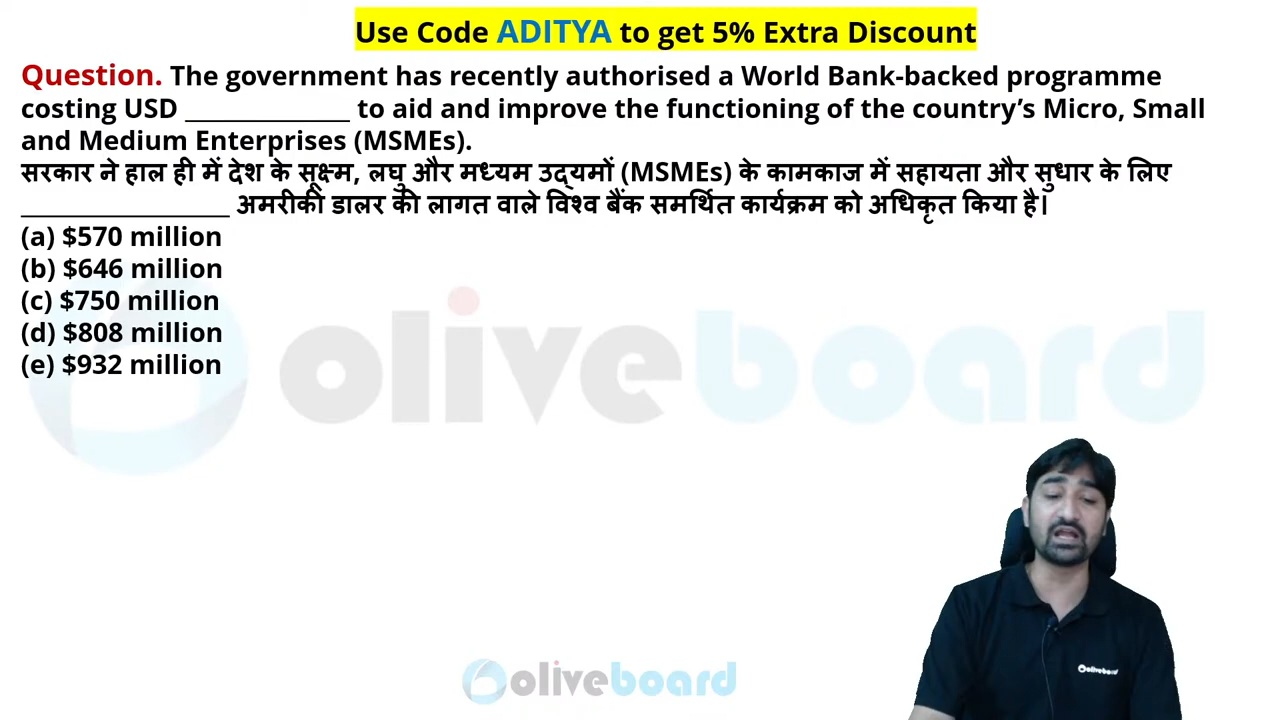 Use Code ADITYA to get 5% Extra Discount
Question. The government has recently authorised a World Bank-backed programme
costing USD _____________ to aid and improve the functioning of the country’s Micro, Small
and Medium Enterprises (MSMEs).
सरकार ने हाल ही में देश के सूक्ष्म, लघु और मध्यम उद्यमों (MSMEs) के कामकाज में सहायता और सुधार के लिए
_________________ अमरीकी डालर की लागत वाले विश्व बैंक समर्थित कार्यक्रम को अधिकृत किया है।
(a) $570 million
(b) $646 million
(c) $750 million
(d) $808 million
(e) $932 million
oliveboard
oliveboard
oliveboard